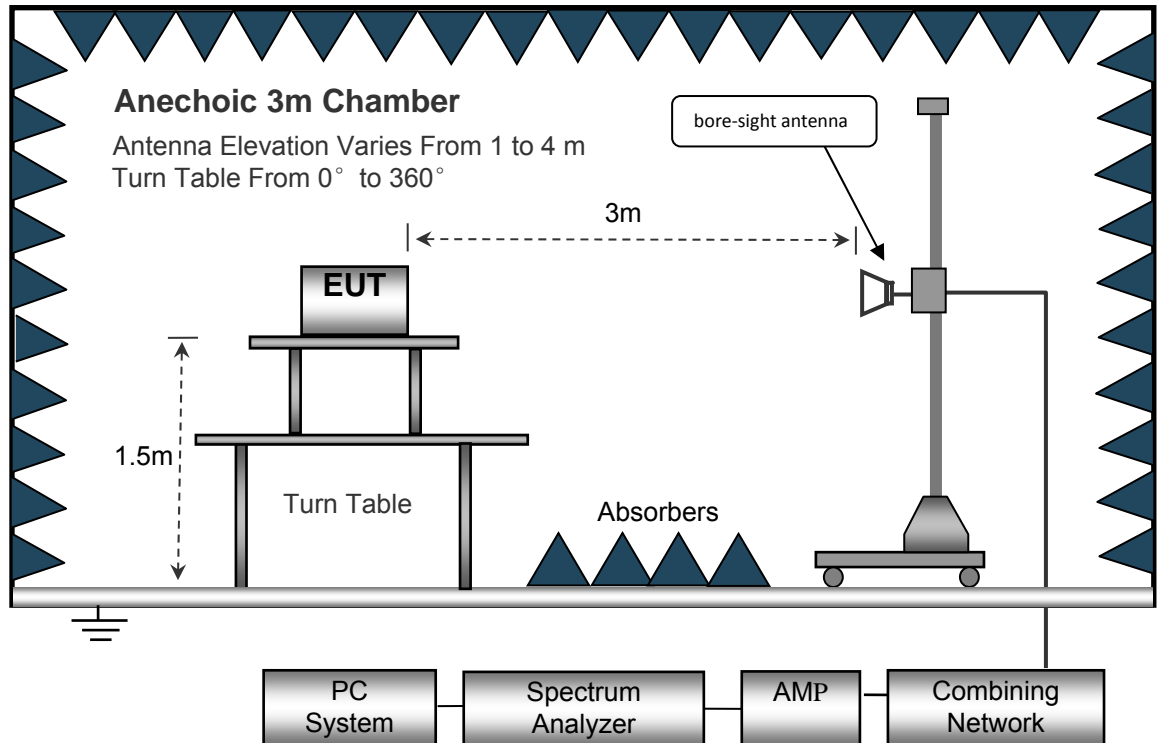 Anechoic 3m Chamber
Antenna Elevation Varies From 1 to 4 m
Turn Table From 0° to 360°
bore-sight antenna
3m
EUT
1.5m
Turn Table
Absorbers
PC
System
Spectrum
Analyzer
AMP
Combining
Network